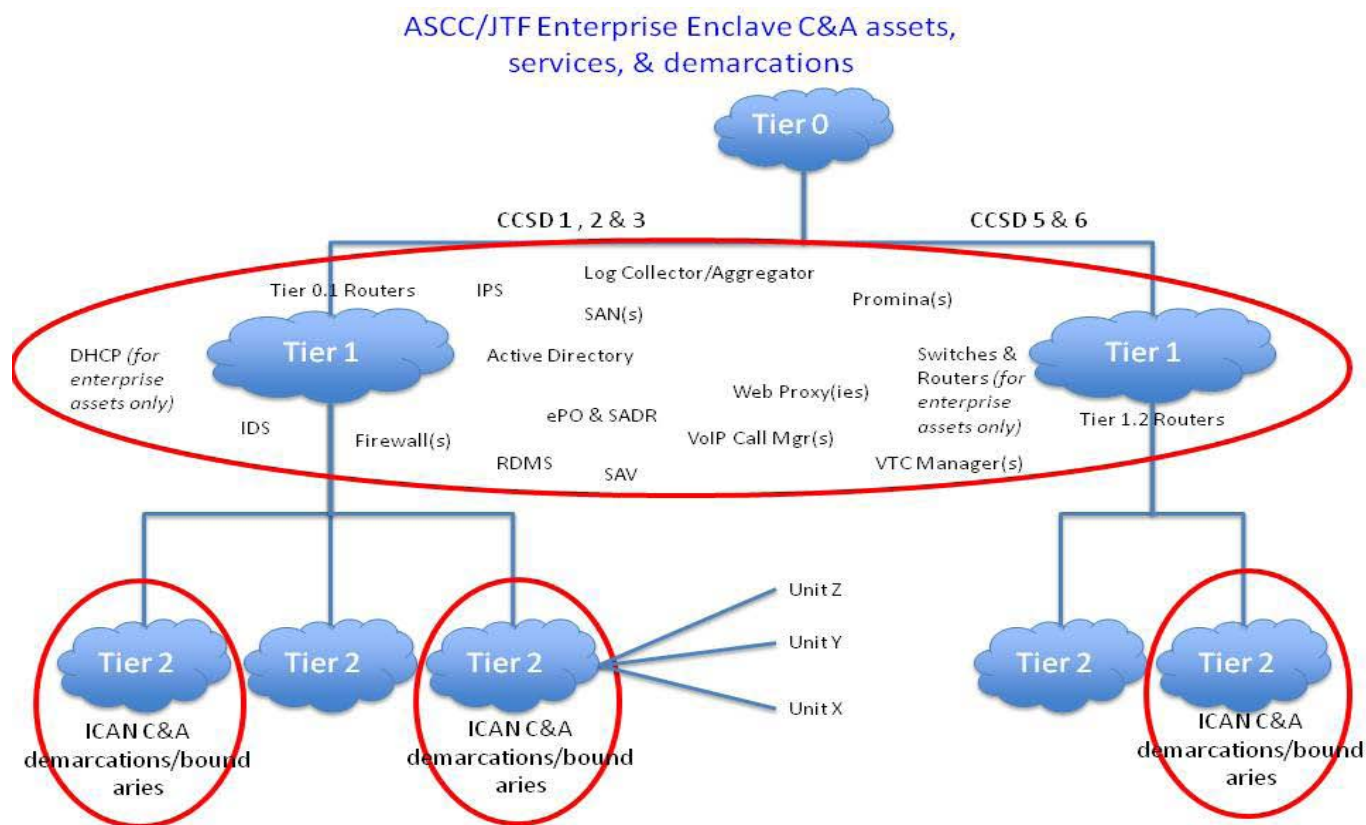 ASCC/JTF Enterprise Enclave C&A assets,
services, & demarcations
Tier 0
CCSD 1 , 2 & 3
CCSD 5 & 6
Log Collector/Aggregator
Tier 0.1 Routers
IPS
Promina(s)
SAN(s)
Tier 1
Tier 1
DHCP (for
enterprise
assets only)
Active Directory
Switches &
Routers (for
enterprise
assets only)
Web Proxy(ies)
ePO & SADR
Tier 1.2 Routers
IDS
Firewall(s)
VoIP Call Mgr(s)
RDMS
SAV
VTC Manager(s)
Unit Z
Unit Y
Unit X
Tier 2
Tier 2
Tier 2
Tier 2
Tier 2
ICAN C&A
demarcations/bound
aries
ICAN C&A
demarcations/bound
aries
ICAN C&A
demarcations/bound
aries